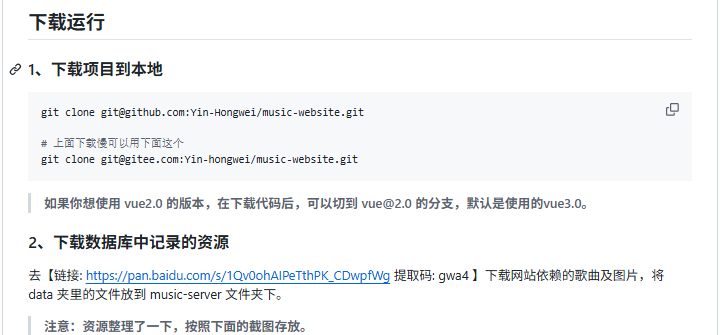 下载运行
1、下载项目到本地
git clone git@github.com:Yin-Hongwei/music-website.git
# 上面下载慢可以用下面这个
git clone git@gitee.com:Yin-hongwei/music-website.git
如果你想使用 vue2.0 的版本，在下载代码后，可以切到 vue@2.0 的分支，默认是使用的vue3.0。
2、下载数据库中记录的资源
去【链接: https://pan.baidu.com/s/1Qv0ohAIPeTthPK_CDwpfWg 提取码: gwa4 】下载网站依赖的歌曲及图片，将
data 夹里的文件放到 music-server 文件夹下。
注意：资源整理了一下，按照下面的截图存放。